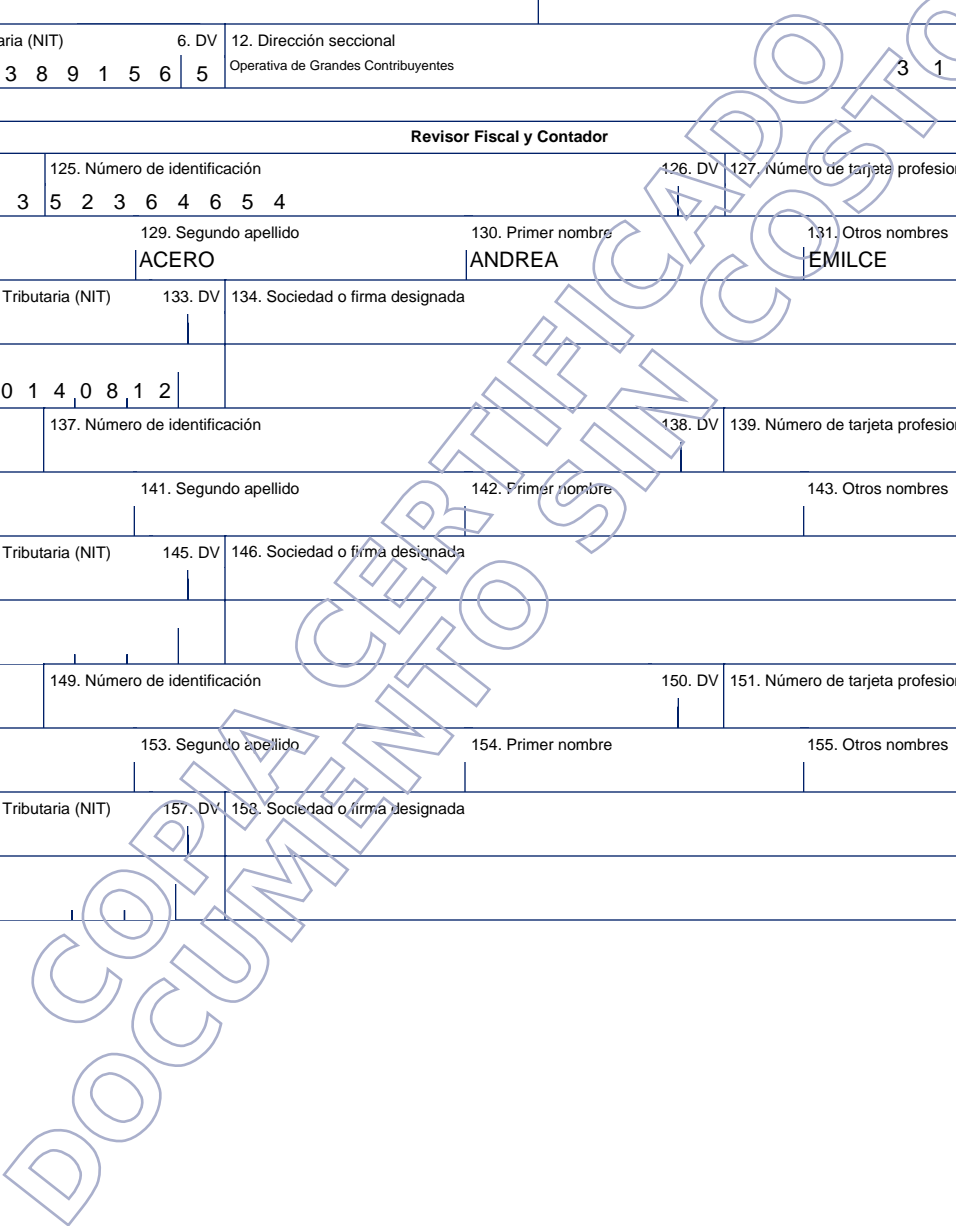 aria (NIT) 6. DV 12. Dirección seccional
3 8 9 1 5 6 5 Operativa de Grandes Contribuyentes 3 1
Revisor Fiscal y Contador
125. Número de identificación 126. DV 127. Número de tarjeta profesion
3 5 2 3 6 4 6 5 4
129. Segundo apellido 130. Primer nombre 131. Otros nombres
ACERO ANDREA EMILCE
Tributaria (NIT) 133. DV 134. Sociedad o firma designada
0 1 4 0 8 1 2
137. Número de identificación 138. DV 139. Número de tarjeta profesion
141. Segundo apellido 142. Primer nombre 143. Otros nombres
Tributaria (NIT) 145. DV 146. Sociedad o firma designada
149. Número de identificación 150. DV 151. Número de tarjeta profesion
153. Segundo apellido 154. Primer nombre 155. Otros nombres
Tributaria (NIT) 157. DV 158. Sociedad o firma designada
COPIA CERTIFICADO
DOCUMENTO SIN COSTO